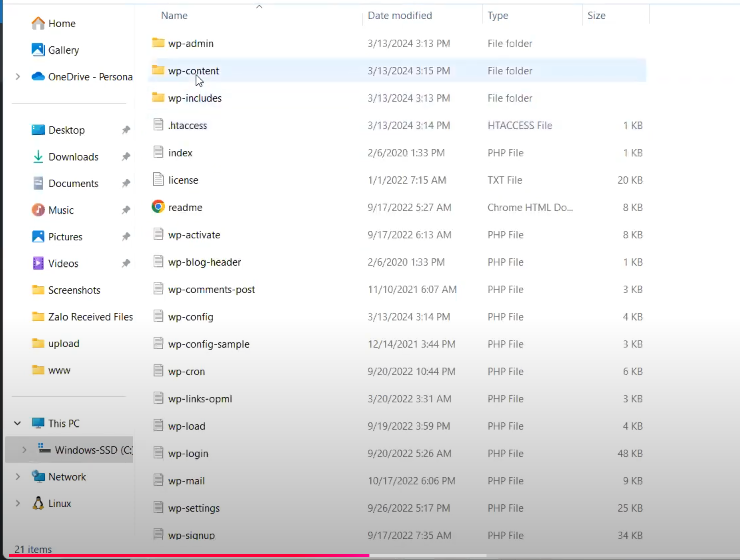 Name Date modified Type Size
Home
Gallery
OneDrive - Persona
Desktop
Downloads
Documents
Music
Pictures
Videos
Screenshots
Zalo Received Files
upload
www
This PC
Windows-SSD (C:
Network
Linux
wp-admin 3/13/2024 3:13 PM File folder
wp-content 3/13/2024 3:15 PM File folder
wp-includes 3/13/2024 3:13 PM File folder
.htaccess 3/13/2024 3:14 PM HTACCESS File 1 KB
index 2/6/2020 1:33 PM PHP File 1 KB
license 1/1/2022 7:15 AM TXT File 20 KB
readme 9/17/2022 5:27 AM Chrome HTML Do... 8 KB
wp-activate 9/17/2022 6:13 AM PHP File 8 KB
wp-blog-header 2/6/2020 1:33 PM PHP File 1 KB
wp-comments-post 11/10/2021 6:07 AM PHP File 3 KB
wp-config 3/13/2024 3:14 PM PHP File 4 KB
wp-config-sample 12/14/2021 3:44 PM PHP File 3 KB
wp-cron 9/20/2022 10:44 PM PHP File 6 KB
wp-links-opml 3/20/2022 3:31 AM PHP File 3 KB
wp-load 9/19/2022 3:59 PM PHP File 4 KB
wp-login 9/20/2022 5:26 AM PHP File 48 KB
wp-mail 10/17/2022 6:06 PM PHP File 9 KB
wp-settings 9/26/2022 5:17 PM PHP File 25 KB
wp-signup 9/17/2022 7:35 AM PHP File 34 KB
21 items